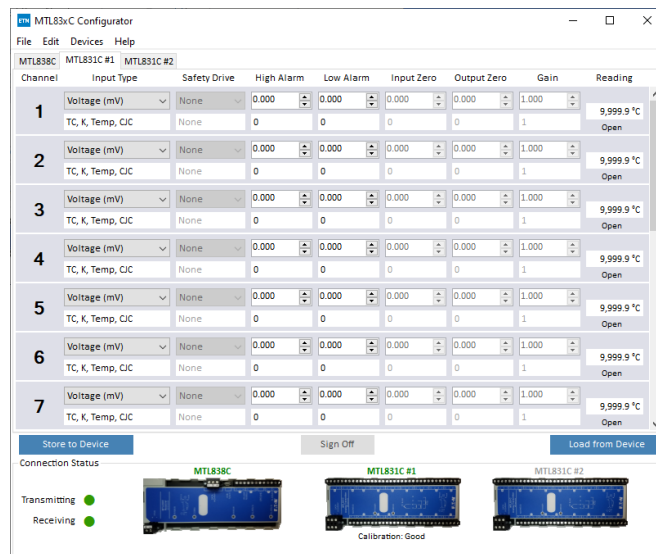 ETN MTL83xC Configurator
File Edit Devices Help
MTL838C MTL831C #1 MTL831C #2
Channel Input Type Safety Drive High Alarm Low Alarm Input Zero Output Zero Gain Reading
1 Voltage (mV) None 0.000 0.000 0.000 0.000 1.000 9,999.9 °C
TC, K, Temp, CJC None 0 0 0 0 1 Open
2 Voltage (mV) None 0.000 0.000 0.000 0.000 1.000 9,999.9 °C
TC, K, Temp, CJC None 0 0 0 0 1 Open
3 Voltage (mV) None 0.000 0.000 0.000 0.000 1.000 9,999.9 °C
TC, K, Temp, CJC None 0 0 0 0 1 Open
4 Voltage (mV) None 0.000 0.000 0.000 0.000 1.000 9,999.9 °C
TC, K, Temp, CJC None 0 0 0 0 1 Open
5 Voltage (mV) None 0.000 0.000 0.000 0.000 1.000 9,999.9 °C
TC, K, Temp, CJC None 0 0 0 0 1 Open
6 Voltage (mV) None 0.000 0.000 0.000 0.000 1.000 9,999.9 °C
TC, K, Temp, CJC None 0 0 0 0 1 Open
7 Voltage (mV) None 0.000 0.000 0.000 0.000 1.000 9,999.9 °C
TC, K, Temp, CJC None 0 0 0 0 1 Open
Store to Device Sign Off Load from Device
Connection Status
MTL838C MTL831C #1 MTL831C #2
Transmitting
Receiving
Calibration: Good